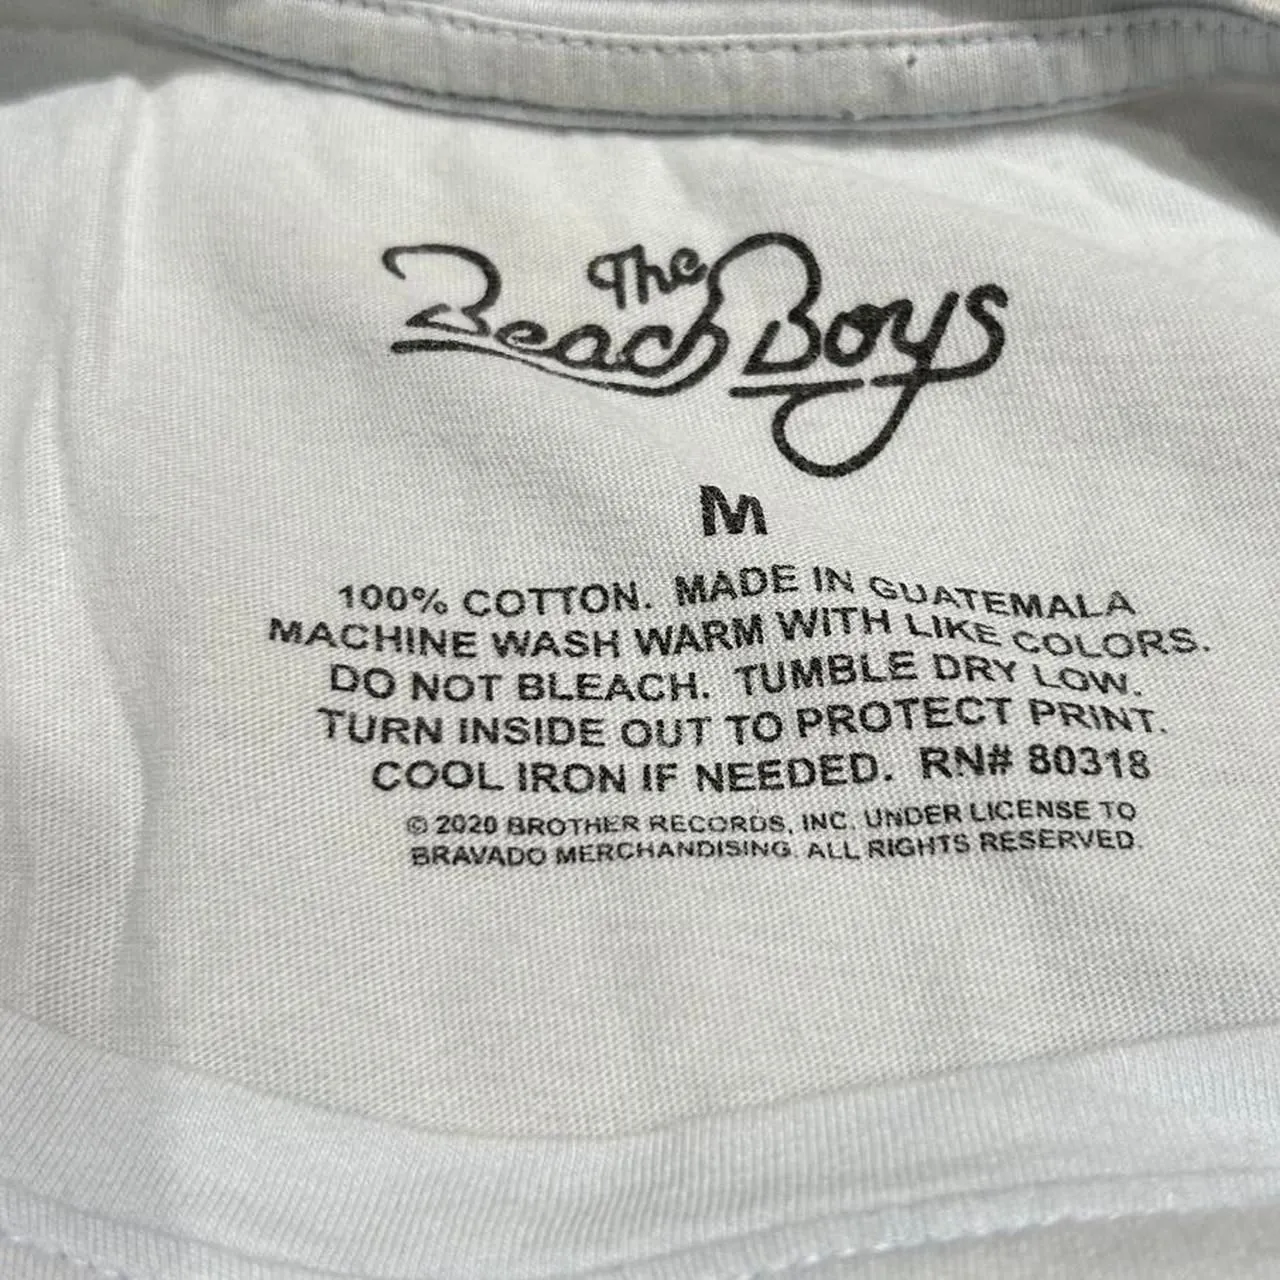 The
Beach Boys
M
100% COTTON. MADE IN GUATEMALA
MACHINE WASH WARM WITH LIKE COLORS.
DO NOT BLEACH. TUMBLE DRY LOW.
TURN INSIDE OUT TO PROTECT PRINT.
COOL IRON IF NEEDED. RN# 80318
© 2020 BROTHER RECORDS, INC. UNDER LICENSE TO
BRAVADO MERCHANDISING. ALL RIGHTS RESERVED.